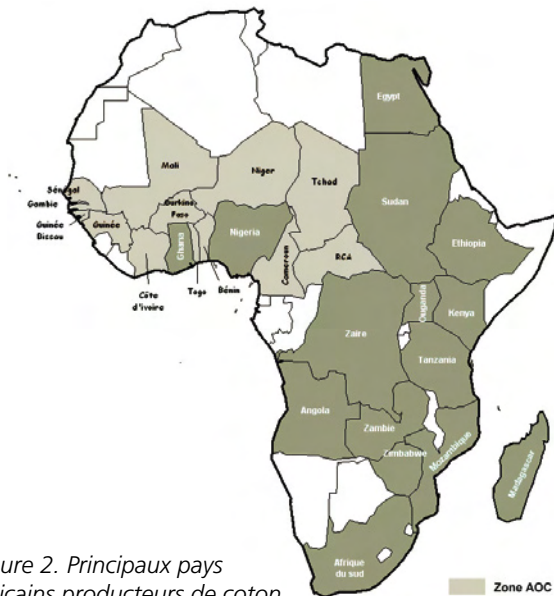 Egypt
Mali
Niger
Tchod
Sudan
Sénégal
Gambie
Guinée
Bissau
Guinée
Burkina
Faso
Ghana
Nigeria
Cameroun
RCA
Ethiopia
Côte
d'ivoire
Togo
Bénin
Ouganda
Kenya
Zaire
Tanzania
Angola
Zambie
Zimbabwe
Mozambique
Madagascar
Afrique
du sud
ure 2. Principaux pays
icains producteurs de coton
Zone AOC